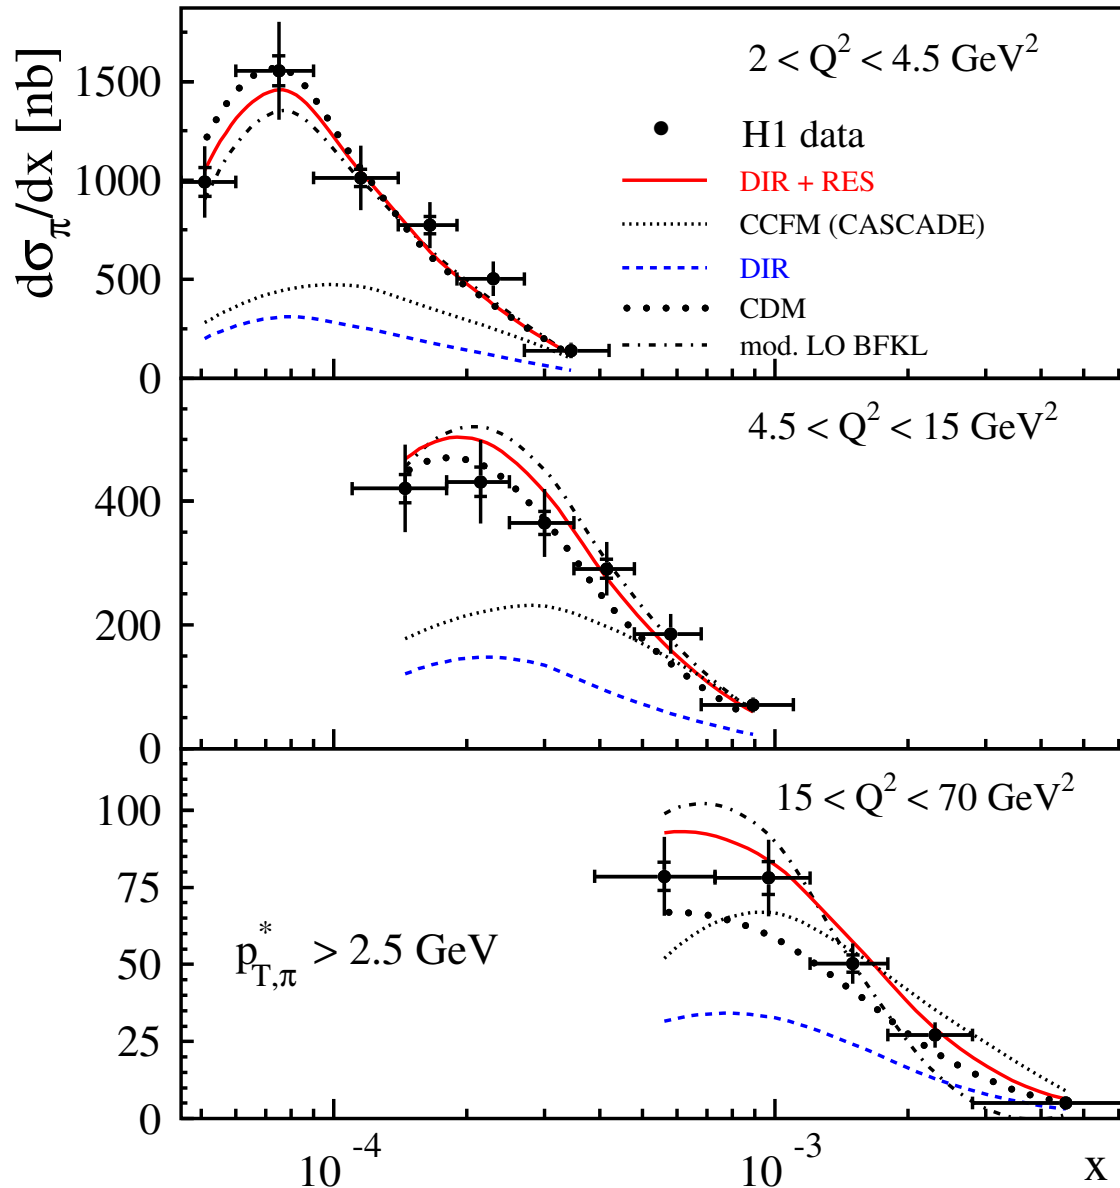 dσπ/dx [nb]
2 < Q² < 4.5 GeV²
1500
1000
500
0
H1 data
DIR + RES
CCFM (CASCADE)
DIR
CDM
mod. LO BFKL
4.5 < Q² < 15 GeV²
400
200
0
15 < Q² < 70 GeV²
100
75
50
25
0
p*T,π > 2.5 GeV
10⁻⁴
10⁻³
x